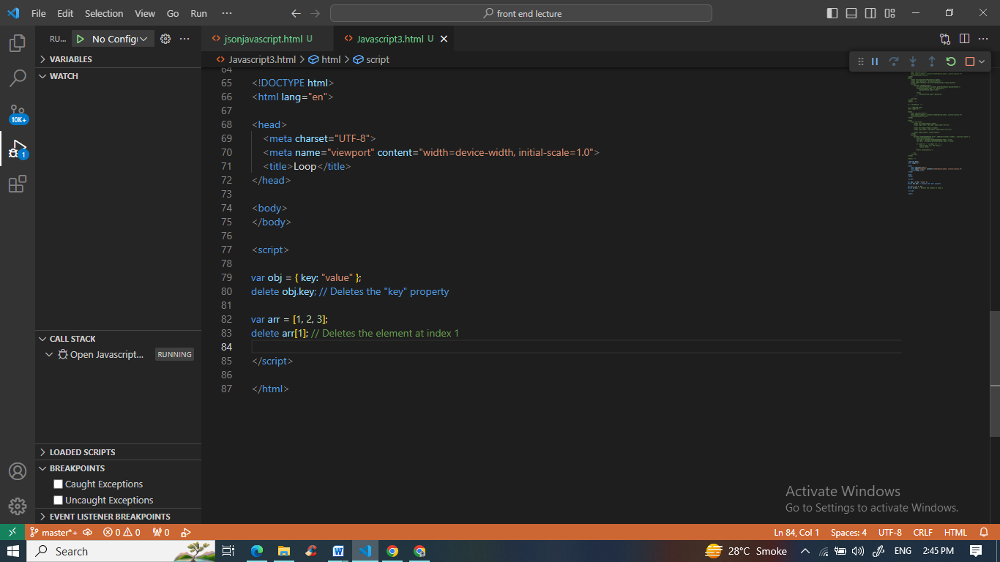 File Edit Selection View Go Run ···
front end lecture
RU... No Config
jsonjavascript.html U
Javascript3.html U
Javascript3.html > html > script
VARIABLES
WATCH
CALL STACK
Open Javascript... RUNNING
LOADED SCRIPTS
BREAKPOINTS
Caught Exceptions
Uncaught Exceptions
EVENT LISTENER BREAKPOINTS
10K+
1
64
65 <!DOCTYPE html>
66 <html lang="en">
67
68 <head>
69 <meta charset="UTF-8">
70 <meta name="viewport" content="width=device-width, initial-scale=1.0">
71 <title>Loop</title>
72 </head>
73
74 <body>
75 </body>
76
77 <script>
78
79 var obj = { key: "value" };
80 delete obj.key; // Deletes the "key" property
81
82 var arr = [1, 2, 3];
83 delete arr[1]; // Deletes the element at index 1
84
85 </script>
86
87 </html>
Activate Windows
Go to Settings to activate Windows.
master*+ 0 0 0 Ln 84, Col 1 Spaces: 4 UTF-8 CRLF HTML
Search 28°C Smoke ENG 2:45 PM